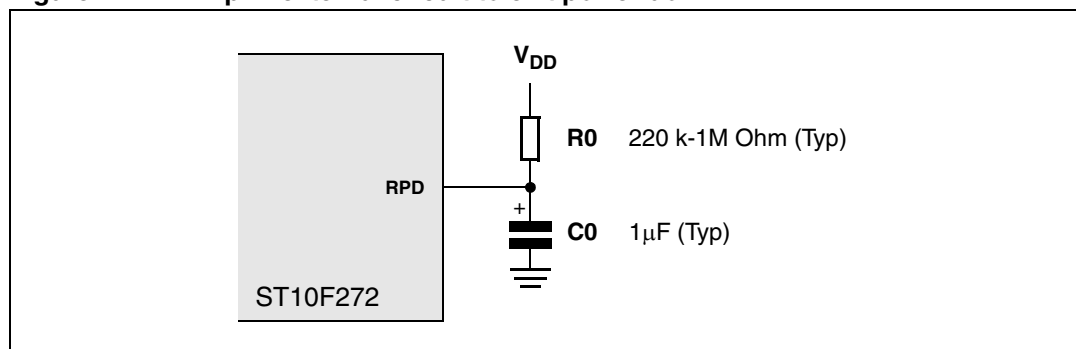 V_DD
R0 220 k-1M Ohm (Typ)
RPD
+
C0 1μF (Typ)
ST10F272